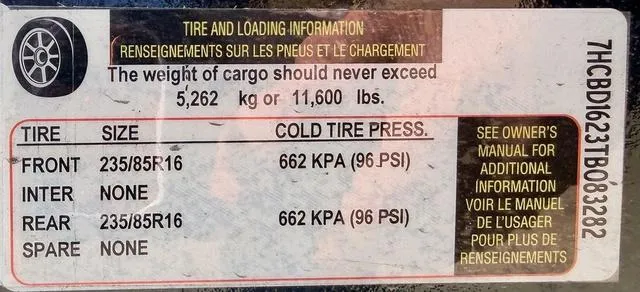 TIRE AND LOADING INFORMATION
RENSEIGNEMENTS SUR LES PNEUS ET LE CHARGEMENT
The weight of cargo should never exceed
5,262 kg or 11,600 lbs.
TIRE SIZE COLD TIRE PRESS.
FRONT 235/85R16 662 KPA (96 PSI)
INTER NONE
REAR 235/85R16 662 KPA (96 PSI)
SPARE NONE
SEE OWNER'S
MANUAL FOR
ADDITIONAL
INFORMATION
VOIR LE MANUEL
DE L'USAGER
POUR PLUS DE
RENSEIGNEMENTS
7HCBD1623TB083282